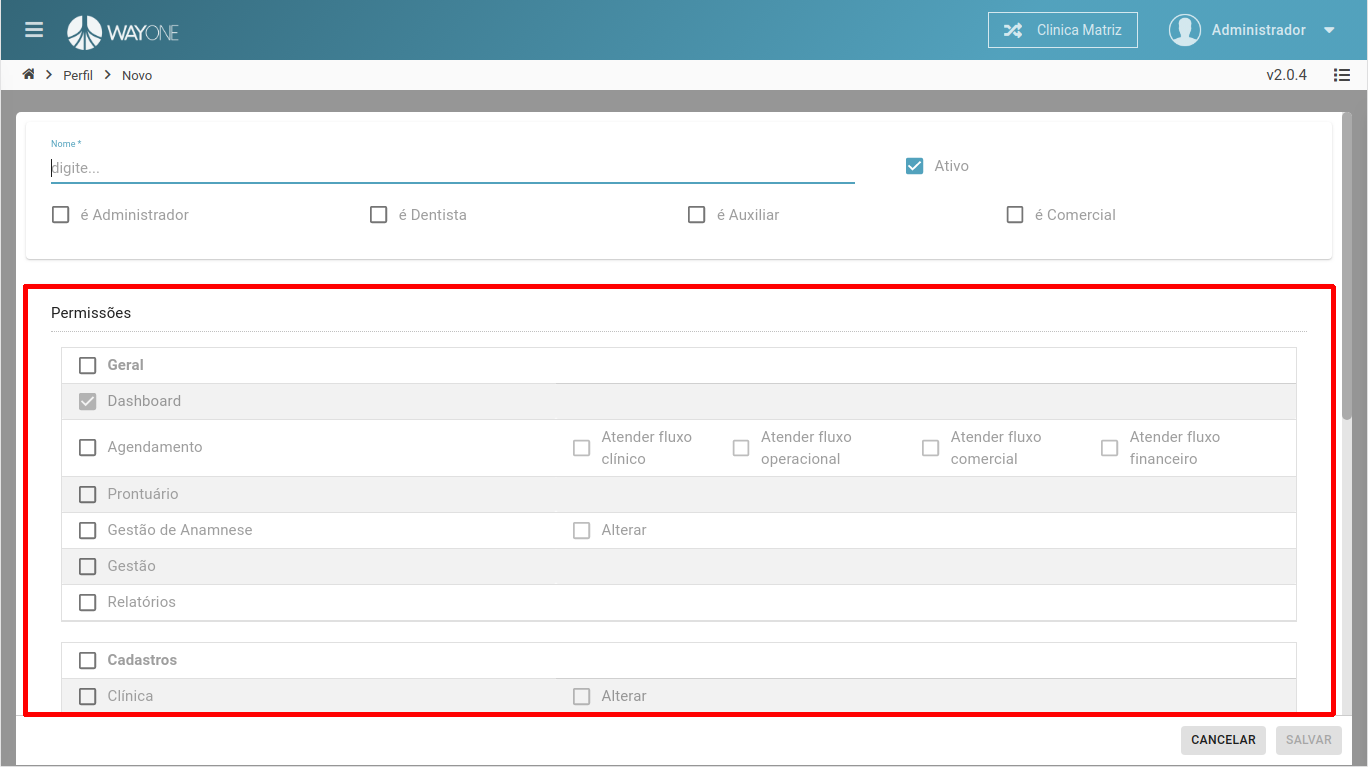 WAYONE
Clinica Matriz
Administrador
Perfil
Novo
v2.0.4
Nome *
digite...
Ativo
é Administrador
é Dentista
é Auxiliar
é Comercial
Permissões
Geral
Dashboard
Agendamento
Atender fluxo
clínico
Atender fluxo
operacional
Atender fluxo
comercial
Atender fluxo
financeiro
Prontuário
Gestão de Anamnese
Alterar
Gestão
Relatórios
Cadastros
Clínica
Alterar
CANCELAR
SALVAR